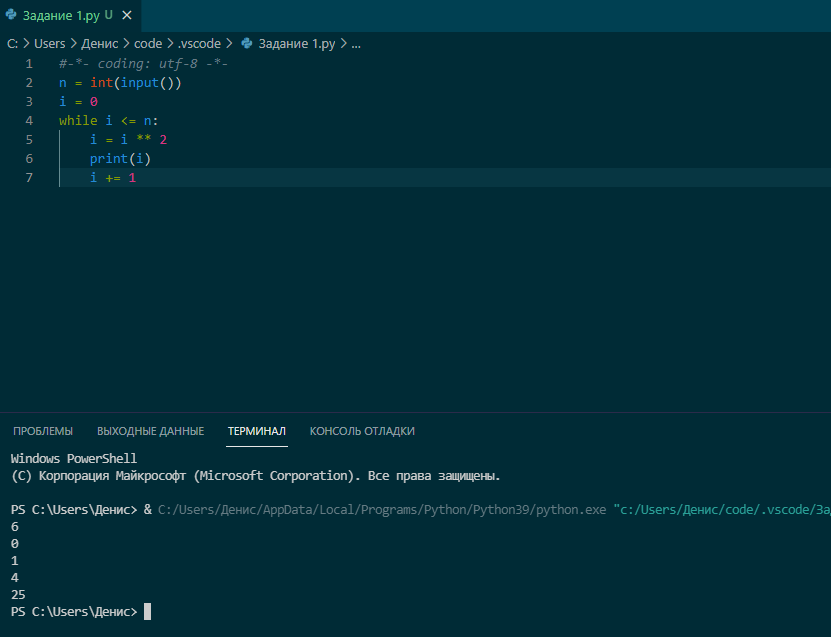 Задание 1.py U
C: > Users > Денис > code > .vscode > Задание 1.py > ...
1 #-*- coding: utf-8 -*-
2 n = int(input())
3 i = 0
4 while i <= n:
5     i = i ** 2
6     print(i)
7     i += 1
ПРОБЛЕМЫ ВЫХОДНЫЕ ДАННЫЕ ТЕРМИНАЛ КОНСОЛЬ ОТЛАДКИ
Windows PowerShell
(C) Корпорация Майкрософт (Microsoft Corporation). Все права защищены.
PS C:\Users\Денис> & C:/Users/Денис/AppData/Local/Programs/Python/Python39/python.exe "c:/Users/Денис/code/.vscode/За
6
0
1
4
25
PS C:\Users\Денис>